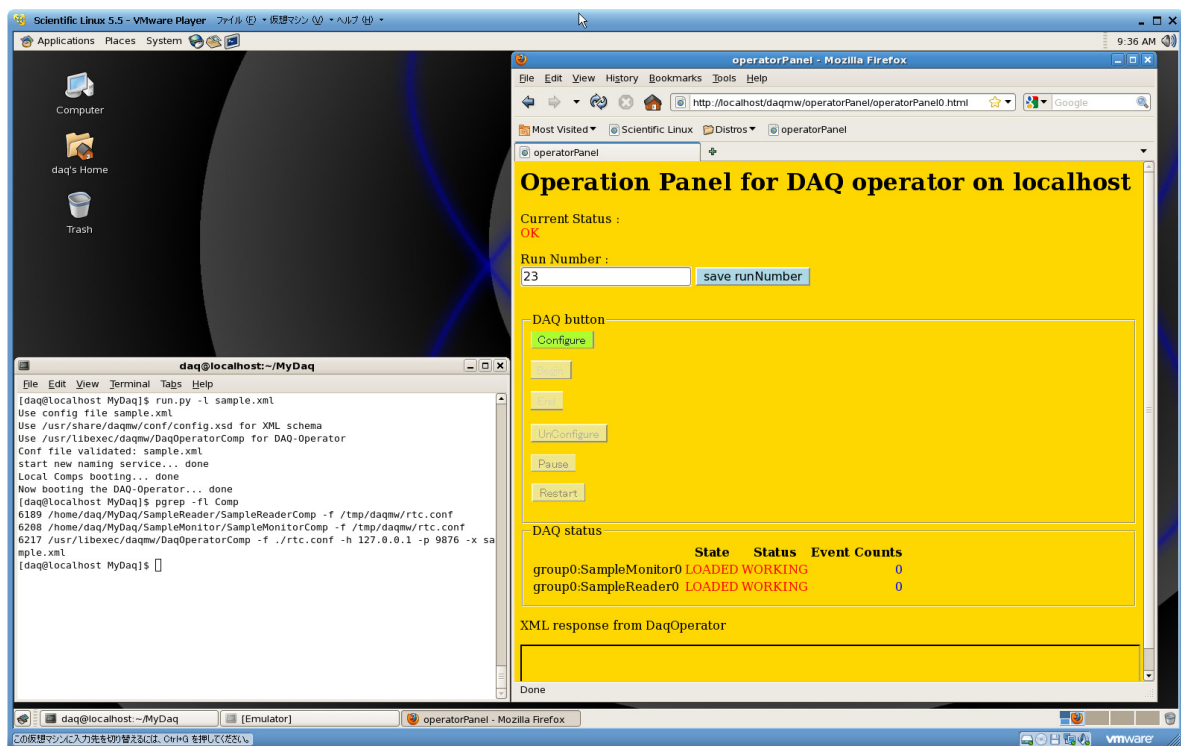 Scientific Linux 5.5 - VMware Player ファイル(F) ・ 仮想マシン(V) ・ ヘルプ(H) ・
Applications Places System 9:36 AM
Computer
daq's Home
Trash
operatorPanel - Mozilla Firefox
File Edit View History Bookmarks Tools Help
http://localhost/daqmw/operatorPanel/operatorPanel0.html Google
Most Visited Scientific Linux Distros operatorPanel
operatorPanel
Operation Panel for DAQ operator on localhost
Current Status :
OK
Run Number :
23 save runNumber
DAQ button
Configure
Begin
End
UnConfigure
Pause
Restart
DAQ status
State Status Event Counts
group0:SampleMonitor0 LOADED WORKING 0
group0:SampleReader0 LOADED WORKING 0
XML response from DaqOperator
Done
daq@localhost:~/MyDaq
File Edit View Terminal Tabs Help
[daq@localhost MyDaq]$ run.py -l sample.xml
Use config file sample.xml
Use /usr/share/daqmw/conf/config.xsd for XML schema
Use /usr/libexec/daqmw/DaqOperatorComp for DAQ-Operator
Conf file validated: sample.xml
start new naming service... done
Local Comps booting... done
Now booting the DAQ-Operator... done
[daq@localhost MyDaq]$ pgrep -fl Comp
6189 /home/daq/MyDaq/SampleReader/SampleReaderComp -f /tmp/daqmw/rtc.conf
6208 /home/daq/MyDaq/SampleMonitor/SampleMonitorComp -f /tmp/daqmw/rtc.conf
6217 /usr/libexec/daqmw/DaqOperatorComp -f ./rtc.conf -h 127.0.0.1 -p 9876 -x sa
mple.xml
[daq@localhost MyDaq]$
daq@localhost:~/MyDaq [Emulator] operatorPanel - Mozilla Firefox
この仮想マシンに入力先を切り替えるには、Ctrl+G を押してください。 vmware